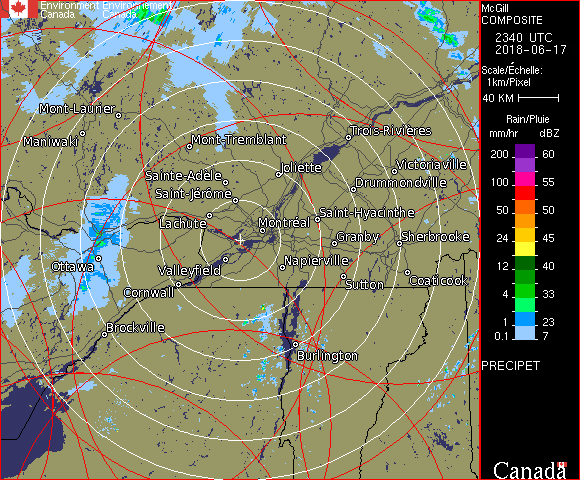 Environment Environnement
Canada Canada
McGill
COMPOSITE
2340 UTC
2018-06-17
Scale/Échelle:
1km/Pixel
40 KM
Rain/Pluie
mm/hr dBZ
200 60
100 55
50 50
24 45
12 40
4 33
1 23
0.1 7
PRECIPET
Canada
Mont-Laurier
Maniwaki
Mont-Tremblant
Trois-Rivières
Sainte-Adèle
Joliette
Victoriaville
Saint-Jérôme
Drummondville
Lachute
Montréal
Saint-Hyacinthe
Granby
Sherbrooke
Ottawa
Valleyfield
Napierville
Cornwall
Sutton
Coaticook
Brockville
Burlington